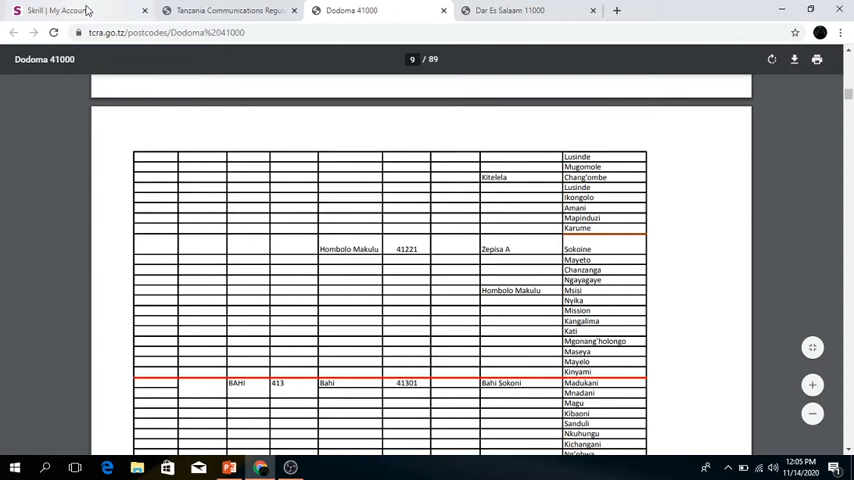 Skrill | My Account
Tanzania Communications Regul
Dodoma 41000
Dar Es Salaam 11000
tcra.go.tz/postcodes/Dodoma%2041000
Dodoma 41000
9 / 89
Lusinde
Mugomole
Kitelela Chang'ombe
Lusinde
Ikongolo
Amani
Mapinduzi
Karume
Hombolo Makulu 41221 Zepisa A Sokoine
Mayeto
Chanzanga
Ngayagaye
Hombolo Makulu Msisi
Nyika
Mission
Kangalima
Kati
Mgonang'holongo
Maseya
Mayelo
Kinyami
BAHI 413 Bahi 41301 Bahi Sokoni Madukani
Mnadani
Magu
Kibaoni
Sanduli
Nkuhungu
Kichangani
12:05 PM
11/14/2020